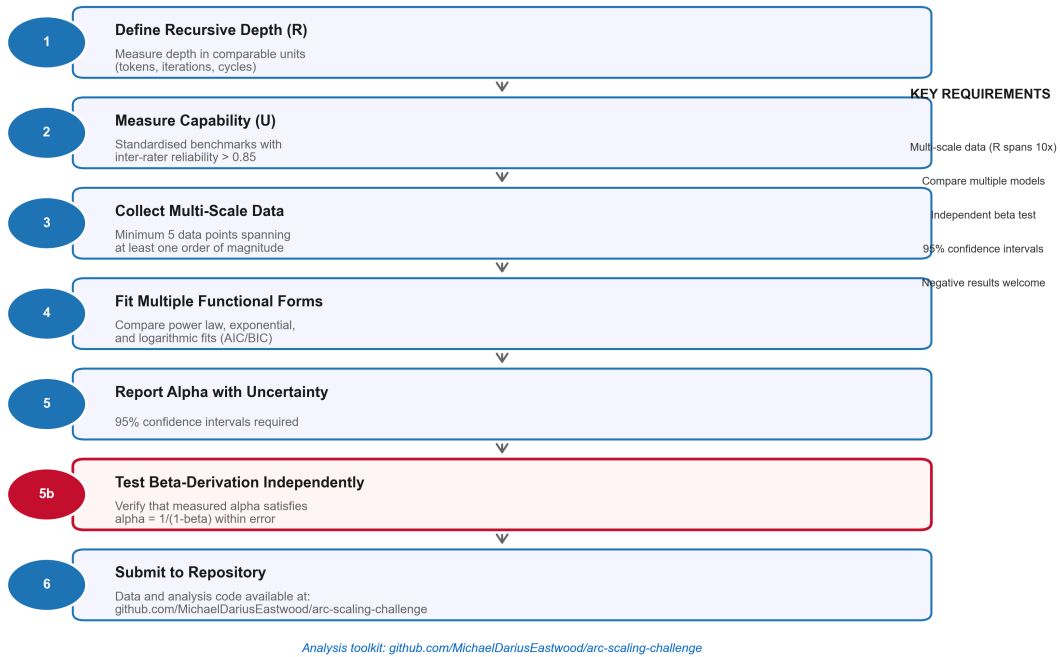 1
Define Recursive Depth (R)
Measure depth in comparable units
(tokens, iterations, cycles)
2
Measure Capability (U)
Standardised benchmarks with
inter-rater reliability > 0.85
3
Collect Multi-Scale Data
Minimum 5 data points spanning
at least one order of magnitude
4
Fit Multiple Functional Forms
Compare power law, exponential,
and logarithmic fits (AIC/BIC)
5
Report Alpha with Uncertainty
95% confidence intervals required
5b
Test Beta-Derivation Independently
Verify that measured alpha satisfies
alpha = 1/(1-beta) within error
6
Submit to Repository
Data and analysis code available at:
github.com/MichaelDariusEastwood/arc-scaling-challenge
KEY REQUIREMENTS
Multi-scale data (R spans 10x)
Compare multiple models
Independent beta test
95% confidence intervals
Negative results welcome
Analysis toolkit: github.com/MichaelDariusEastwood/arc-scaling-challenge